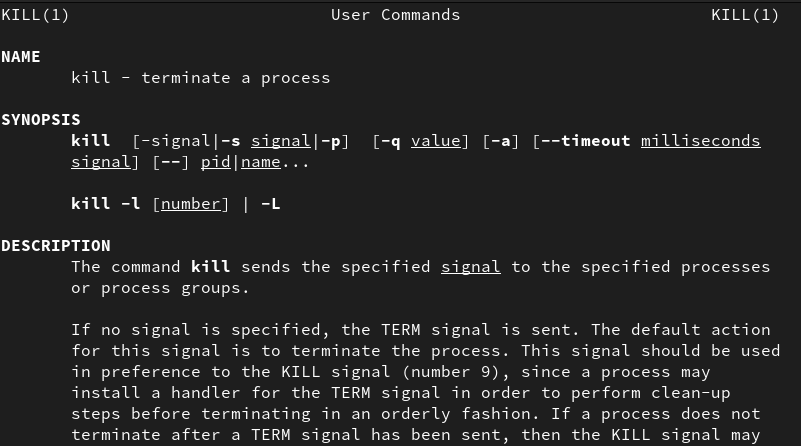 KILL(1) User Commands KILL(1)
NAME
kill - terminate a process
SYNOPSIS
kill [-signal|-s signal|-p] [-q value] [-a] [--timeout milliseconds
signal] [--] pid|name...
kill -l [number] | -L
DESCRIPTION
The command kill sends the specified signal to the specified processes
or process groups.
If no signal is specified, the TERM signal is sent. The default action
for this signal is to terminate the process. This signal should be used
in preference to the KILL signal (number 9), since a process may
install a handler for the TERM signal in order to perform clean-up
steps before terminating in an orderly fashion. If a process does not
terminate after a TERM signal has been sent, then the KILL signal may